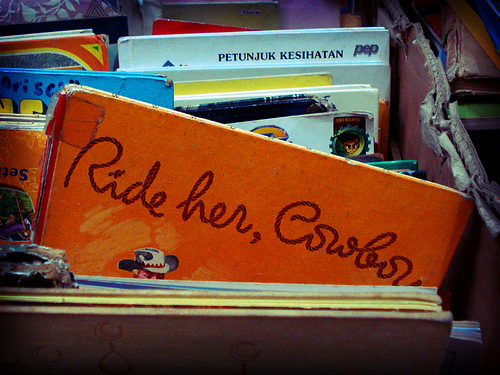 PETUNJUK KESIHATAN pep
Ride her, Cowboy